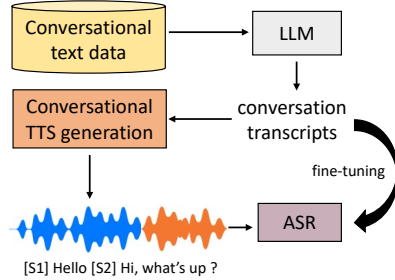 Conversational
text data
LLM
Conversational
TTS generation
conversation
transcripts
fine-tuning
ASR
[S1] Hello [S2] Hi, what's up ?